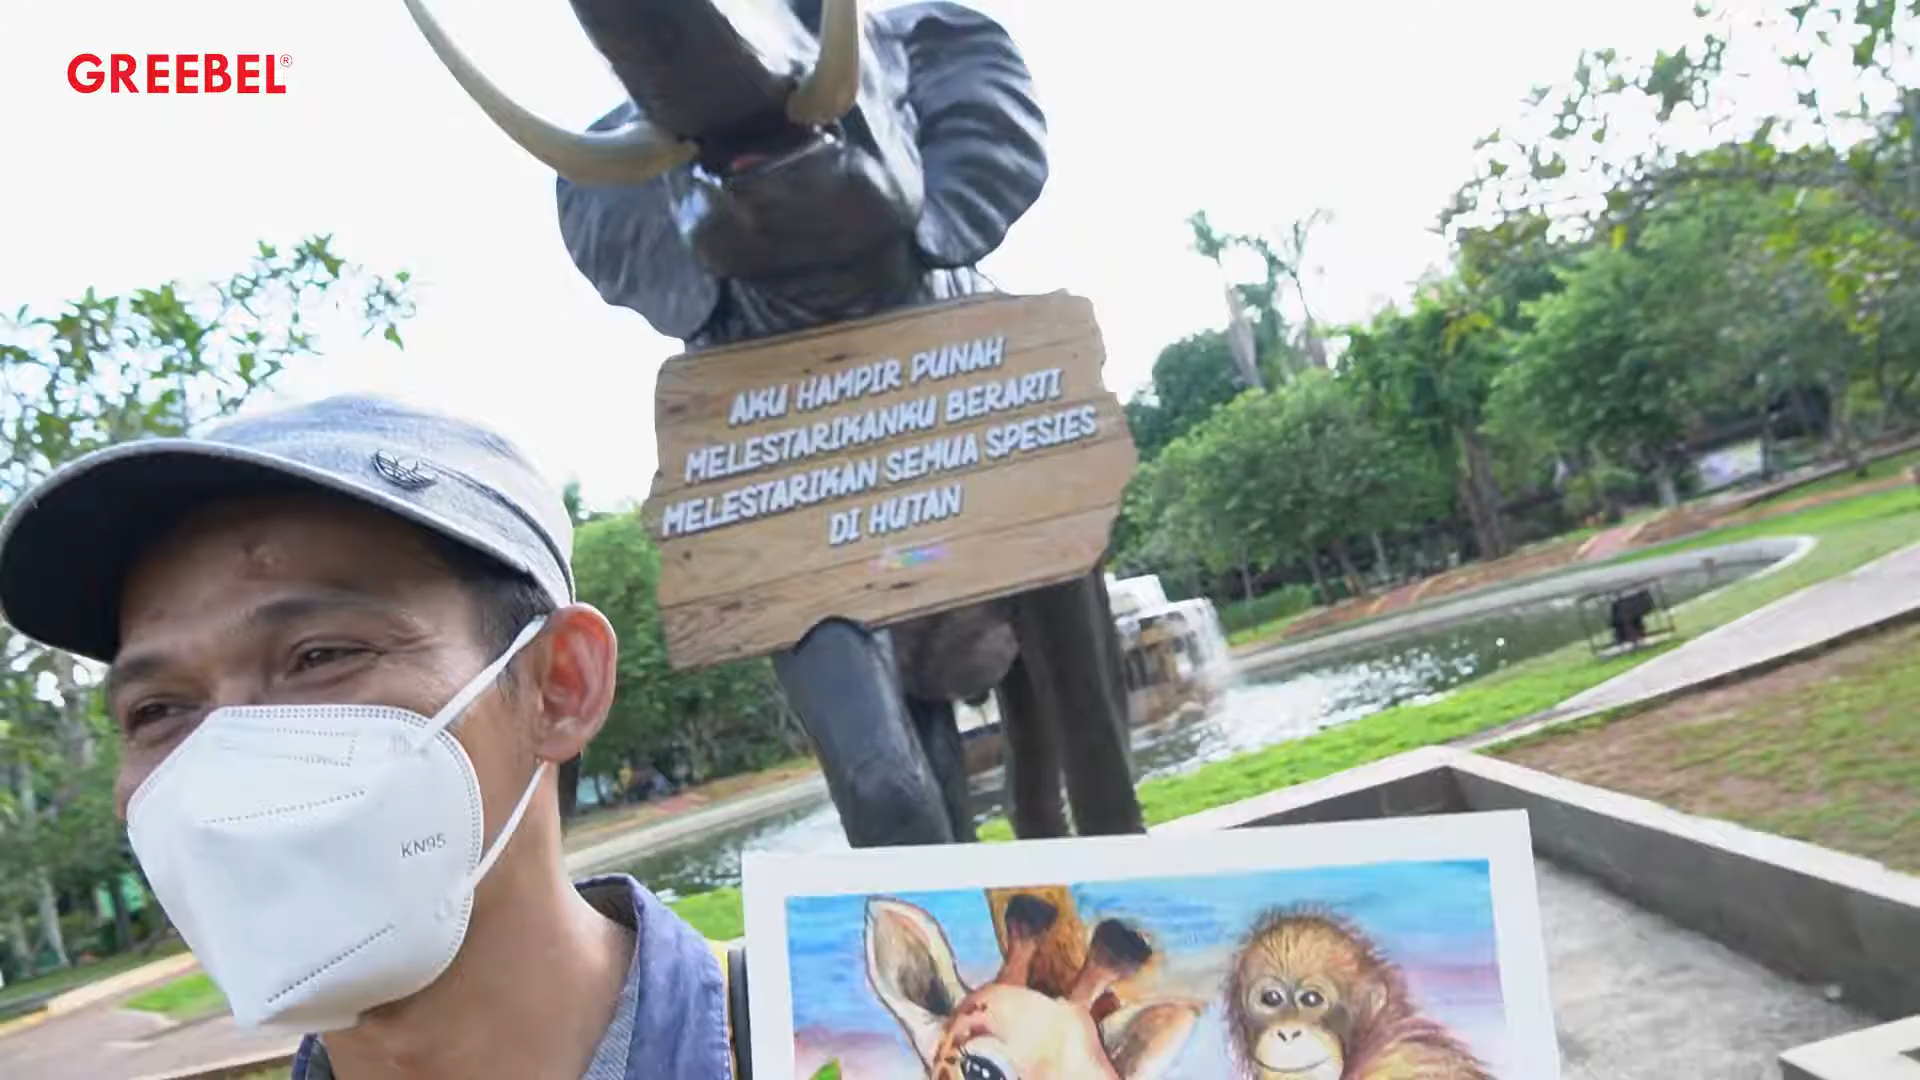 GREEBEL®
AKU HAMPIR PUNAH
MELESTARIKANKU BERARTI
MELESTARIKAN SEMUA SPESIES
DI HUTAN
KN95